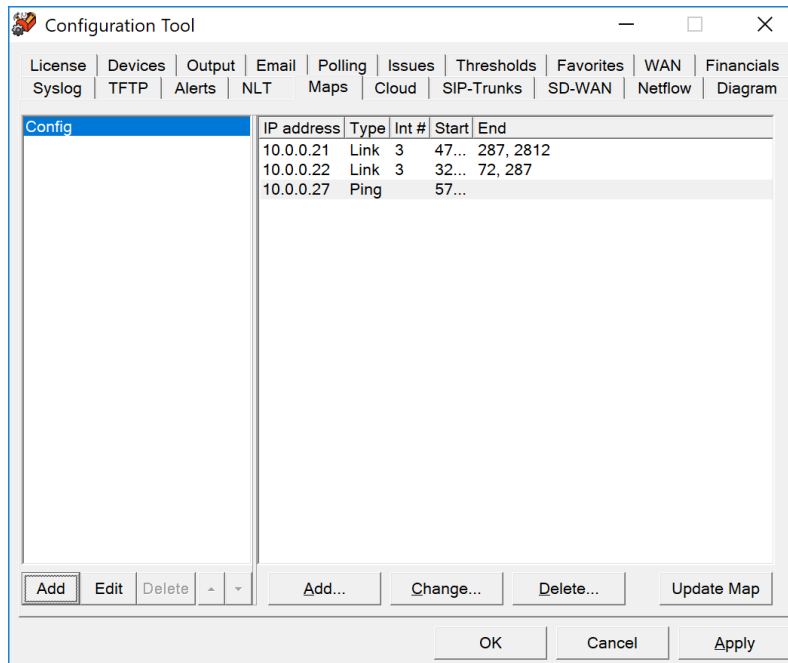 Configuration Tool
License Devices Output Email Polling Issues Thresholds Favorites WAN Financials
Syslog TFTP Alerts NLT Maps Cloud SIP-Trunks SD-WAN Netflow Diagram
Config
IP address Type Int # Start End
10.0.0.21 Link 3 47... 287, 2812
10.0.0.22 Link 3 32... 72, 287
10.0.0.27 Ping 57...
Add Edit Delete Add... Change... Delete... Update Map
OK Cancel Apply